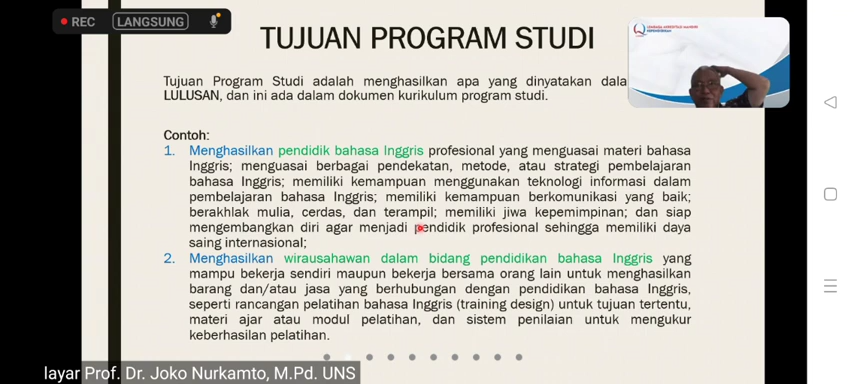 REC LANGSUNG
TUJUAN PROGRAM STUDI
Tujuan Program Studi adalah menghasilkan apa yang dinyatakan
LULUSAN, dan ini ada dalam dokumen kurikulum program studi.
Contoh:
1. Menghasilkan pendidik bahasa Inggris profesional yang menguasai materi bahasa
Inggris; menguasai berbagai pendekatan, metode, atau strategi pembelajaran
bahasa Inggris; memiliki kemampuan menggunakan teknologi informasi dalam
pembelajaran bahasa Inggris; memiliki kemampuan berkomunikasi yang baik;
berakhlak mulia, cerdas, dan terampil; memiliki jiwa kepemimpinan; dan siap
mengembangkan diri agar menjadi pendidik profesional sehingga memiliki daya
saing internasional;
2. Menghasilkan wirausahawan dalam bidang pendidikan bahasa Inggris yang
mampu bekerja sendiri maupun bekerja bersama orang lain untuk menghasilkan
barang dan/atau jasa yang berhubungan dengan pendidikan bahasa Inggris,
seperti rancangan pelatihan bahasa Inggris (training design) untuk tujuan tertentu,
materi ajar atau modul pelatihan, dan sistem penilaian untuk mengukur
keberhasilan pelatihan.
layar Prof. Dr. Joko Nurkamto, M.Pd. UNS